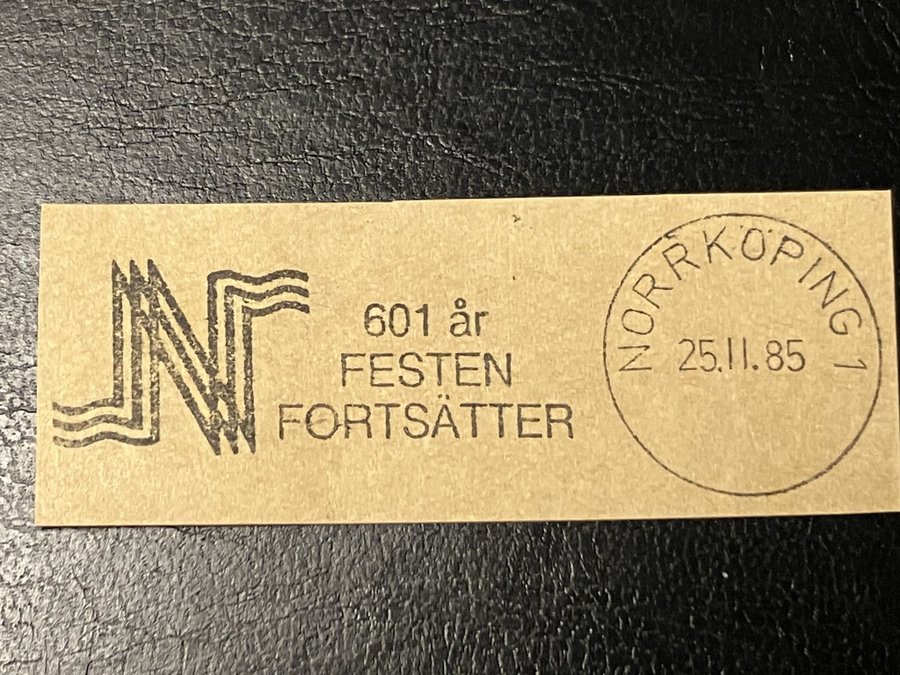 N
601 år
FESTEN
FORTSÄTTER
NORRKÖPING 1
25.11.85